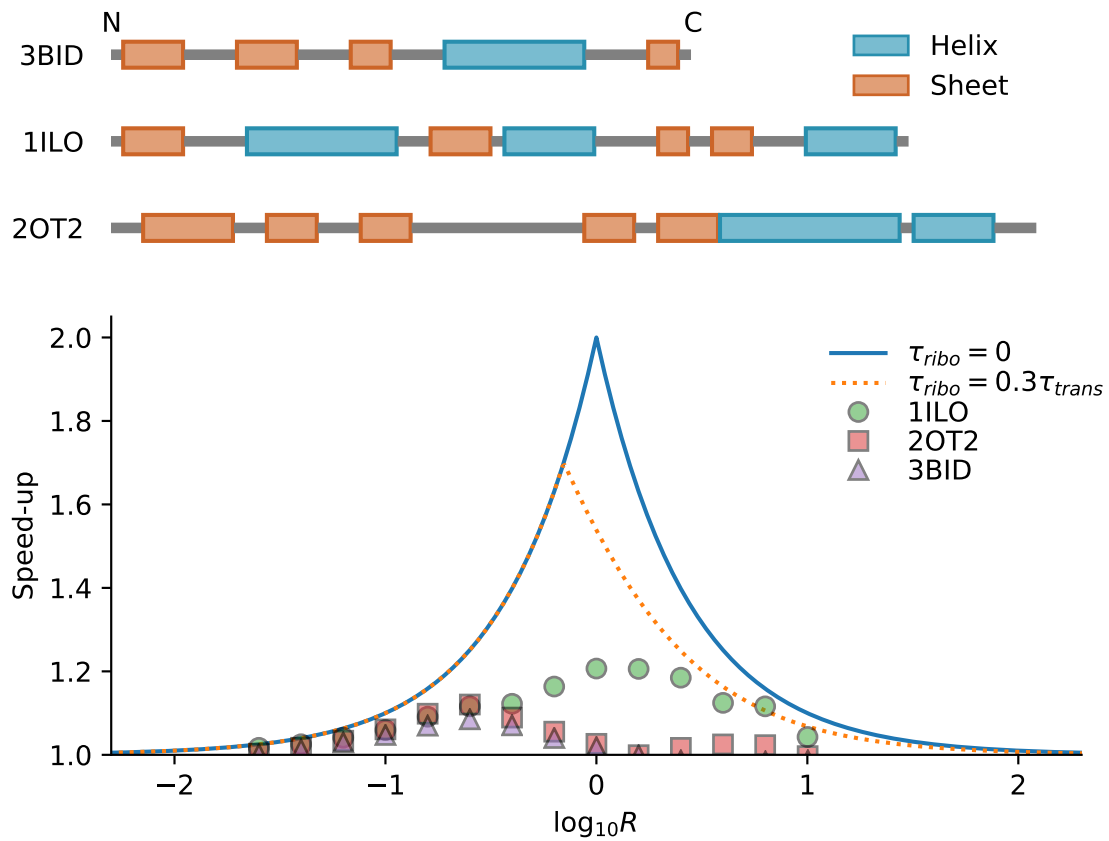 N C
3BID
Helix
Sheet
1ILO
2OT2
2.0
1.8
1.6
1.4
1.2
1.0
Speed-up
τ_ribo = 0
τ_ribo = 0.3τ_trans
1ILO
2OT2
3BID
−2 −1 0 1 2
log₁₀R